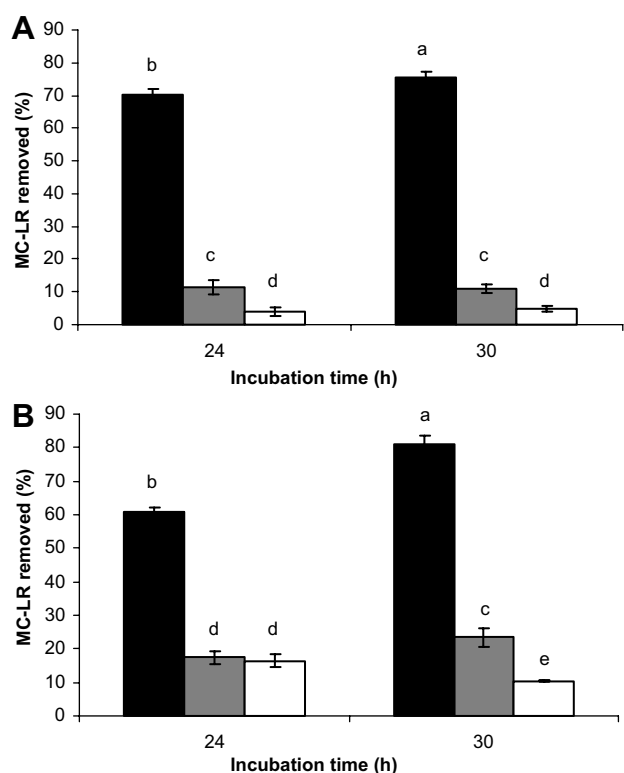 A
MC-LR removed (%)
90
80
70
60
50
40
30
20
10
0
b
c
d
a
c
d
24
30
Incubation time (h)
B
MC-LR removed (%)
90
80
70
60
50
40
30
20
10
0
b
d
d
a
c
e
24
30
Incubation time (h)